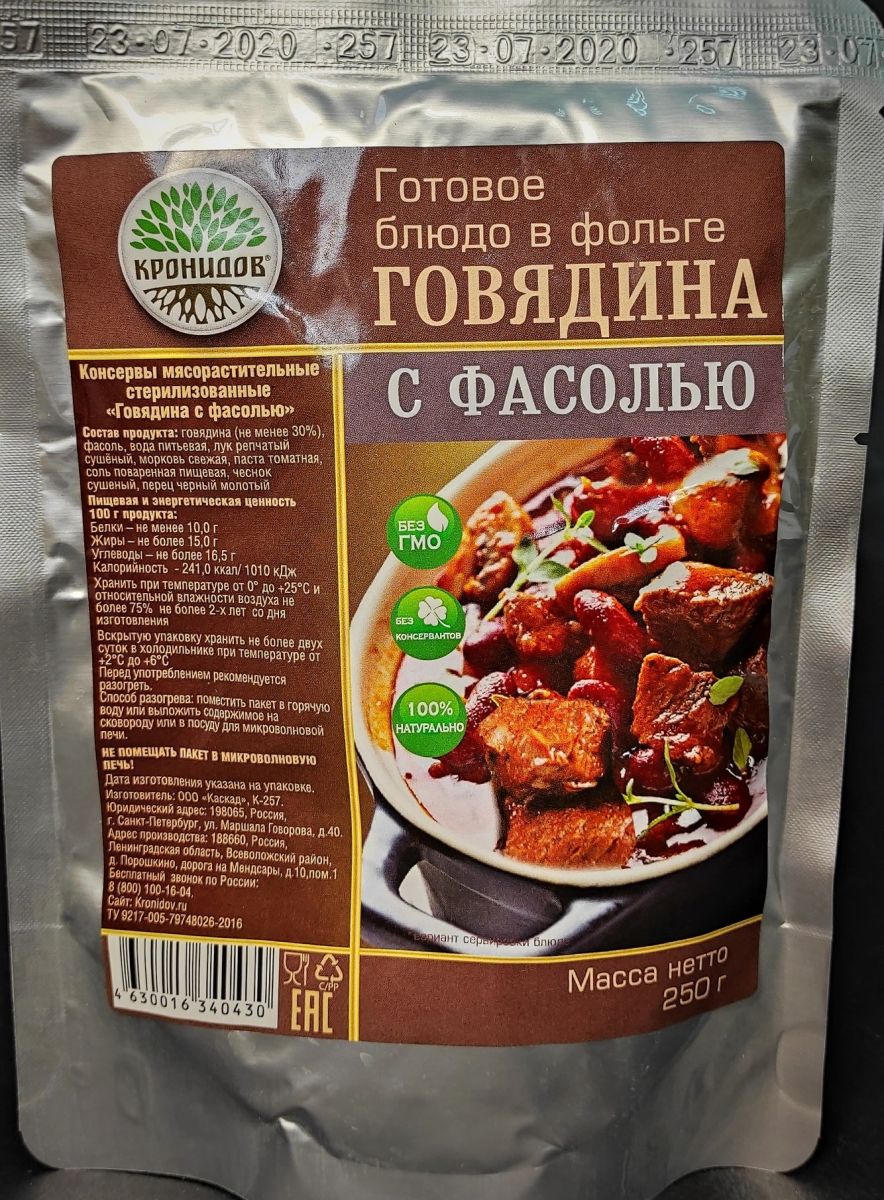 57 23·07·2020 ·257 23·07·2020 ·257 23·07
КРОНИДОВ®
Готовое
блюдо в фольге
ГОВЯДИНА
С ФАСОЛЬЮ
Консервы мясорастительные
стерилизованные
«Говядина с фасолью»
Состав продукта: говядина (не менее 30%),
фасоль, вода питьевая, лук репчатый
сушёный, морковь свежая, паста томатная,
соль поваренная пищевая, чеснок
сушеный, перец черный молотый
Пищевая и энергетическая ценность
100 г продукта:
Белки – не менее 10,0 г
Жиры – не более 15,0 г
Углеводы – не более 16,5 г
Калорийность - 241,0 ккал/ 1010 кДж
Хранить при температуре от 0° до +25°С и
относительной влажности воздуха не
более 75% не более 2-х лет со дня
изготовления
Вскрытую упаковку хранить не более двух
суток в холодильнике при температуре от
+2°С до +6°С
Перед употреблением рекомендуется
разогреть.
Способ разогрева: поместить пакет в горячую
воду или выложить содержимое на
сковороду или в посуду для микроволновой
печи.
НЕ ПОМЕЩАТЬ ПАКЕТ В МИКРОВОЛНОВУЮ
ПЕЧЬ!
Дата изготовления указана на упаковке.
Изготовитель: ООО «Каскад», К-257.
Юридический адрес: 198065, Россия,
г. Санкт-Петербург, ул. Маршала Говорова, д.40.
Адрес производства: 188660, Россия,
Ленинградская область, Всеволожский район,
д. Порошкино, дорога на Мендсары, д.10,пом.1
Бесплатный звонок по России:
8 (800) 100-16-04.
Сайт: Kronidov.ru
ТУ 9217-005-79748026-2016
4 630016 340430
C/PP
ЕАС
БЕЗ
ГМО
БЕЗ
КОНСЕРВАНТОВ
100%
НАТУРАЛЬНО
*вариант сервировки блюда
Масса нетто
250 г